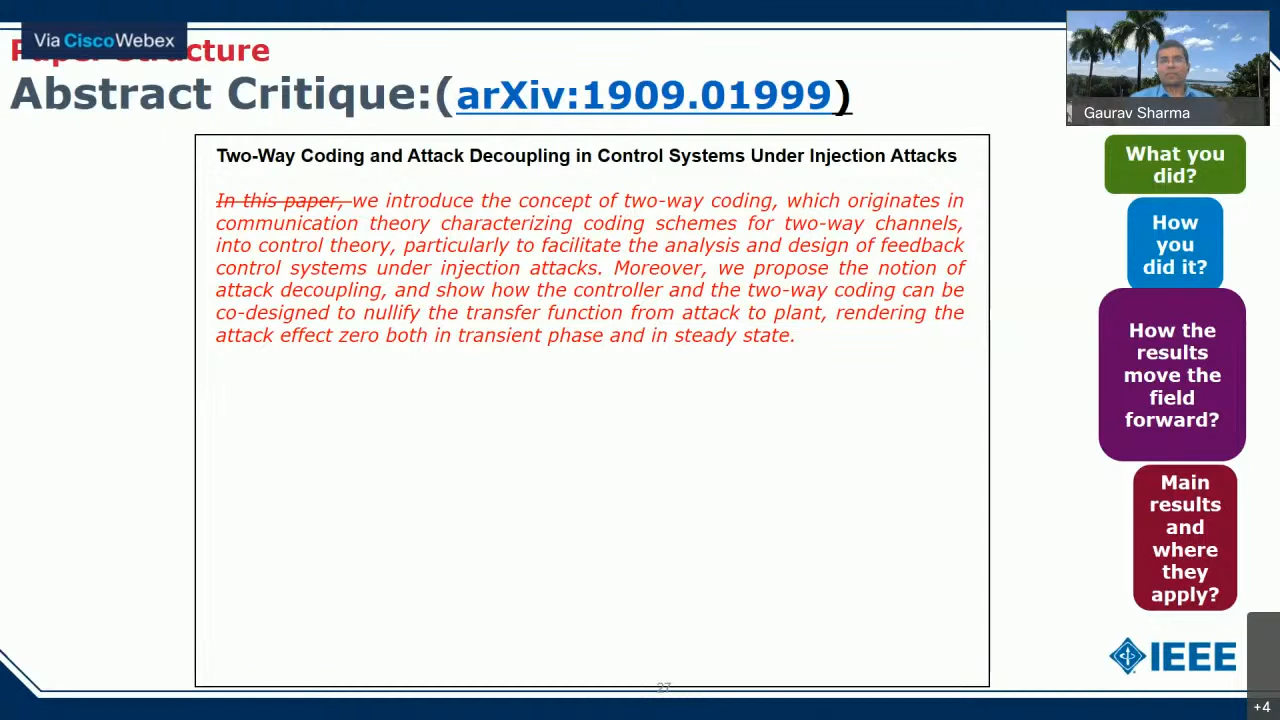 Via Cisco Webex
Paper Structure
Abstract Critique:(arXiv:1909.01999)
Gaurav Sharma
Two-Way Coding and Attack Decoupling in Control Systems Under Injection Attacks
In this paper, we introduce the concept of two-way coding, which originates in
communication theory characterizing coding schemes for two-way channels,
into control theory, particularly to facilitate the analysis and design of feedback
control systems under injection attacks. Moreover, we propose the notion of
attack decoupling, and show how the controller and the two-way coding can be
co-designed to nullify the transfer function from attack to plant, rendering the
attack effect zero both in transient phase and in steady state.
What you
did?
How
you
did it?
How the
results
move the
field
forward?
Main
results
and
where
they
apply?
IEEE
27
+4